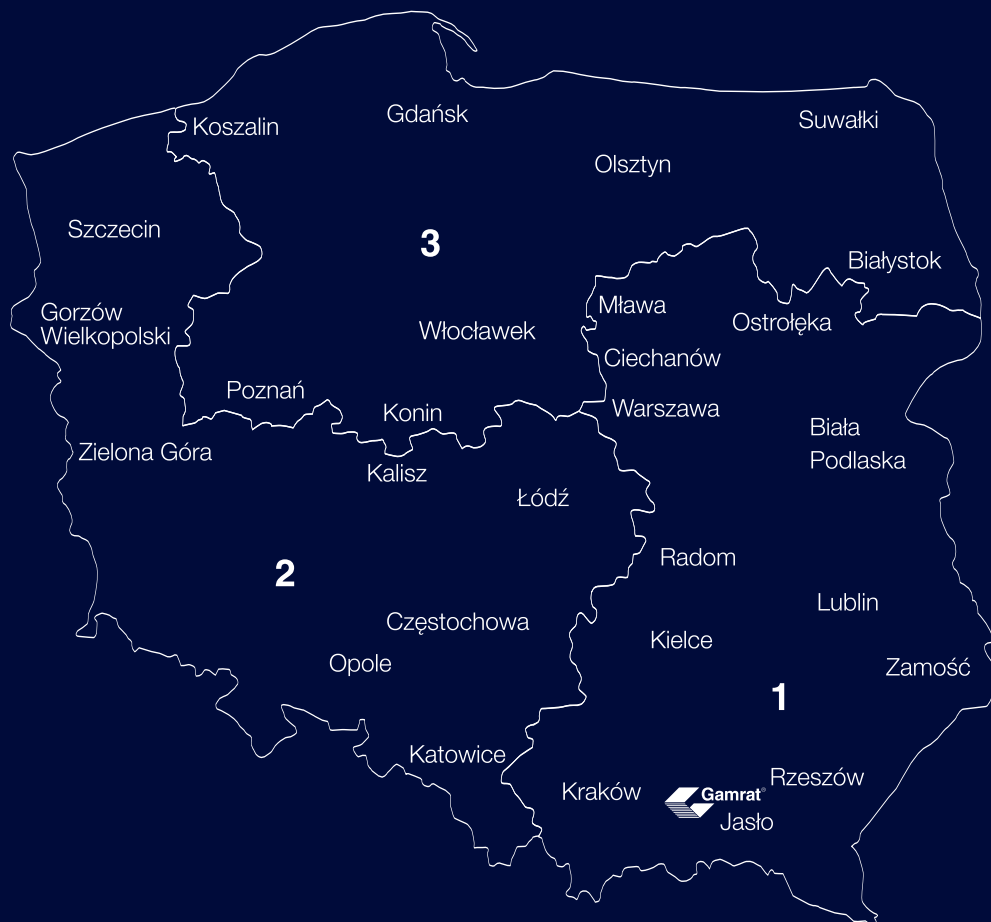 Gdańsk
Suwałki
Koszalin
Olsztyn
Szczecin
3
Białystok
Mława
Gorzów
Wielkopolski
Ostrołęka
Włocławek
Ciechanów
Poznań
Konin
Warszawa
Biała
Podlaska
Zielona Góra
Kalisz
Łódź
Radom
2
Lublin
Częstochowa
Kielce
Opole
Zamość
1
Katowice
Rzeszów
Kraków
Gamrat®
Jasło